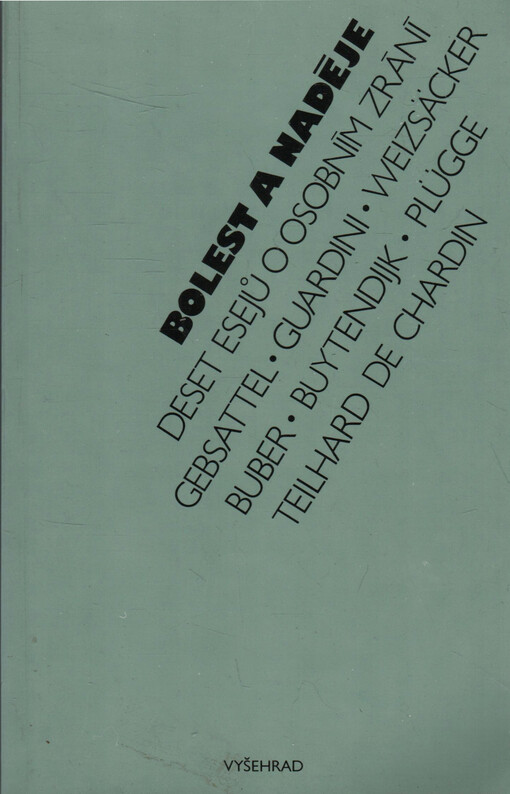 BOLEST A NADĚJE
DESET ESEJŮ O OSOBNÍM ZRÁNÍ
GEBSATTEL • GUARDINI • WEIZSÄCKER
BUBER • BUYTENDIJK • PLÜGGE
TEILHARD DE CHARDIN
VYŠEHRAD